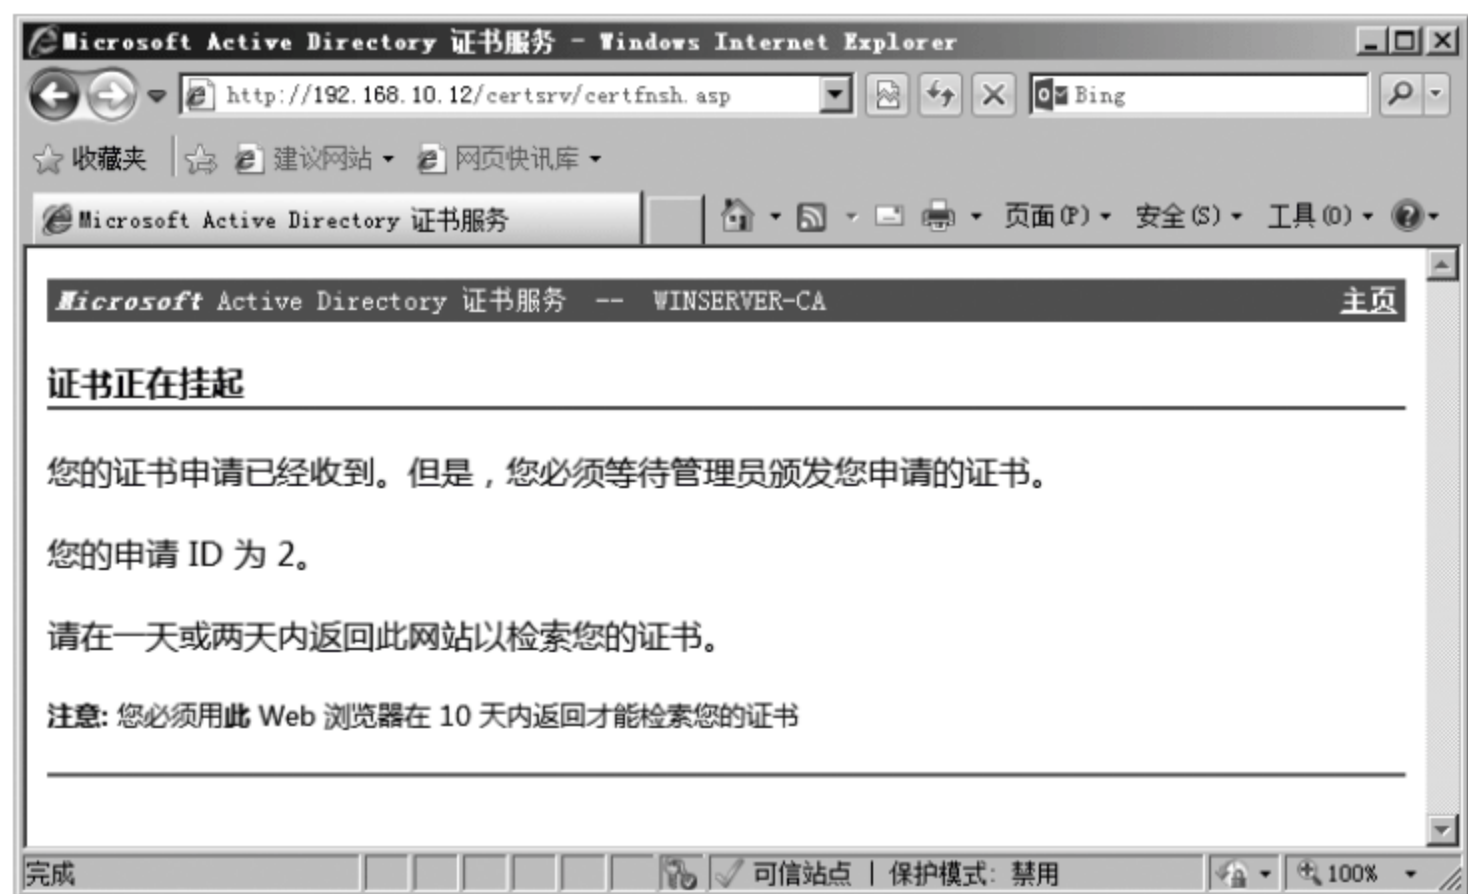 Microsoft Active Directory 证书服务 - Windows Internet Explorer
http://192.168.10.12/certsrv/certfnsh.asp Bing
收藏夹 建议网站 网页快讯库
Microsoft Active Directory 证书服务 页面(P) 安全(S) 工具(O)
Microsoft Active Directory 证书服务 -- WINSERVER-CA 主页
证书正在挂起
您的证书申请已经收到。但是，您必须等待管理员颁发您申请的证书。
您的申请 ID 为 2。
请在一天或两天内返回此网站以检索您的证书。
注意: 您必须用此 Web 浏览器在 10 天内返回才能检索您的证书
完成 可信站点 | 保护模式: 禁用 100%